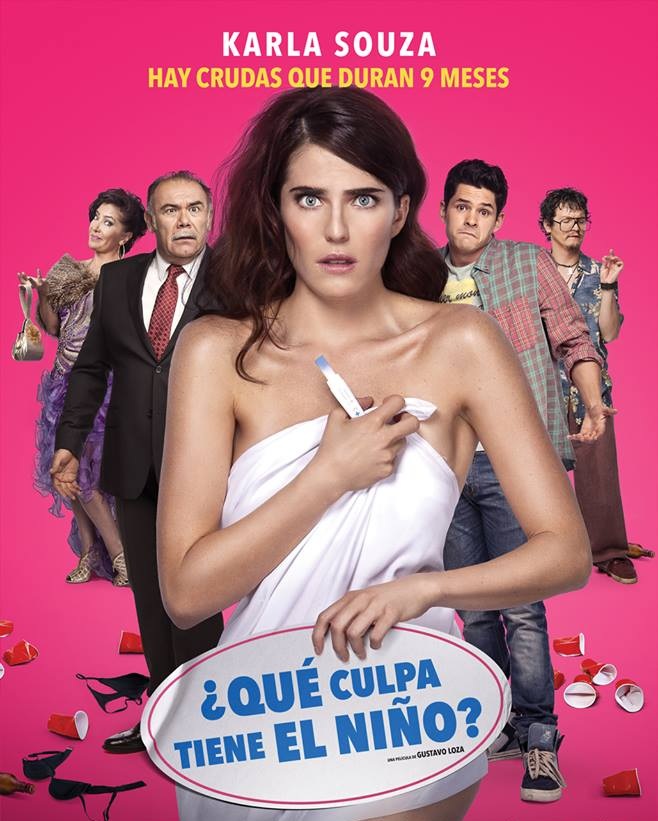 KARLA SOUZA
HAY CRUDAS QUE DURAN 9 MESES
¿QUÉ CULPA
TIENE EL NIÑO?
UNA PELÍCULA DE GUSTAVO LOZA